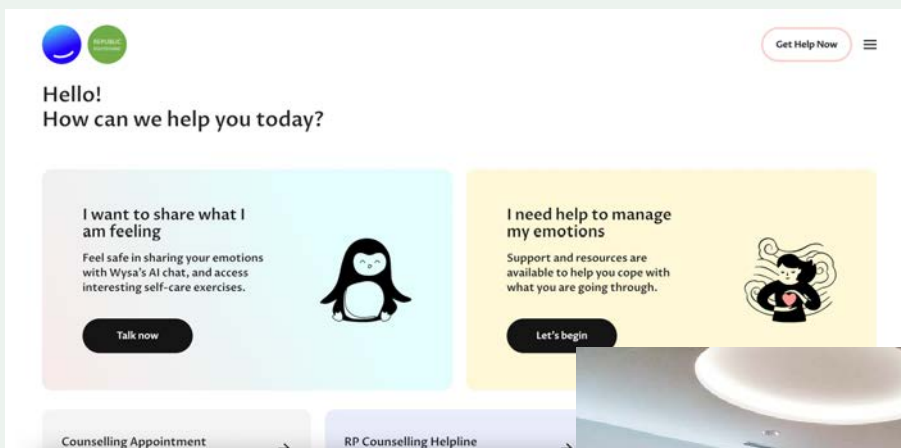 REPUBLIC
POLYTECHNIC
Get Help Now
Hello!
How can we help you today?
I want to share what I
am feeling
Feel safe in sharing your emotions
with Wysa's AI chat, and access
interesting self-care exercises.
Talk now
I need help to manage
my emotions
Support and resources are
available to help you cope with
what you are going through.
Let's begin
Counselling Appointment
RP Counselling Helpline